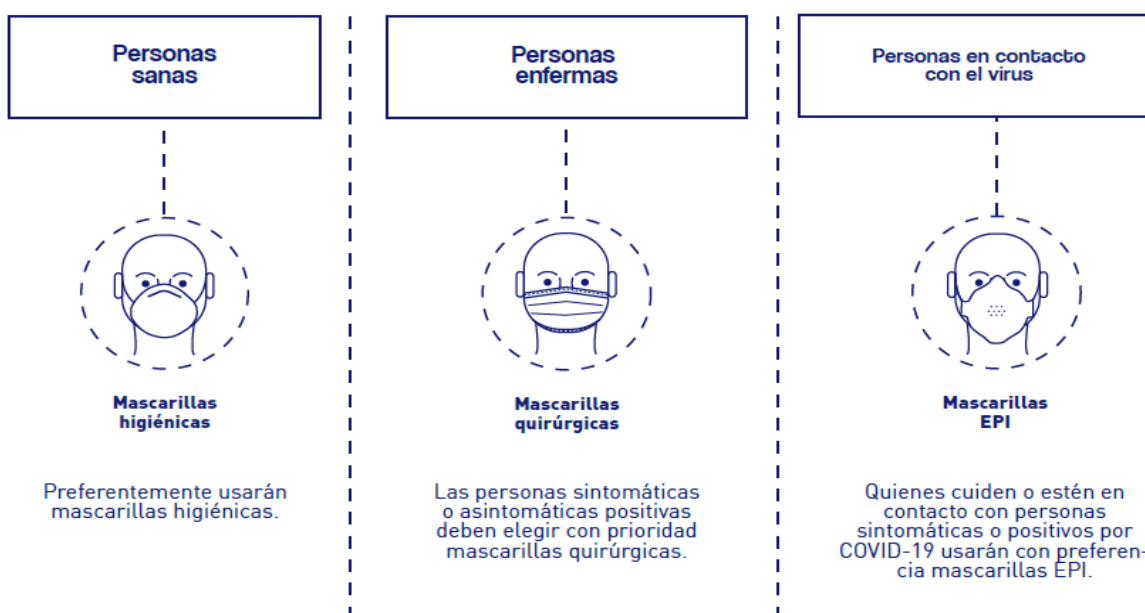 Personas
sanas
Mascarillas
higiénicas
Preferentemente usarán
mascarillas higiénicas.
Personas
enfermas
Mascarillas
quirúrgicas
Las personas sintomáticas
o asintomáticas positivas
deben elegir con prioridad
mascarillas quirúrgicas.
Personas en contacto
con el virus
Mascarillas
EPI
Quienes cuiden o estén en
contacto con personas
sintomáticas o positivos por
COVID-19 usarán con preferen-
cia mascarillas EPI.